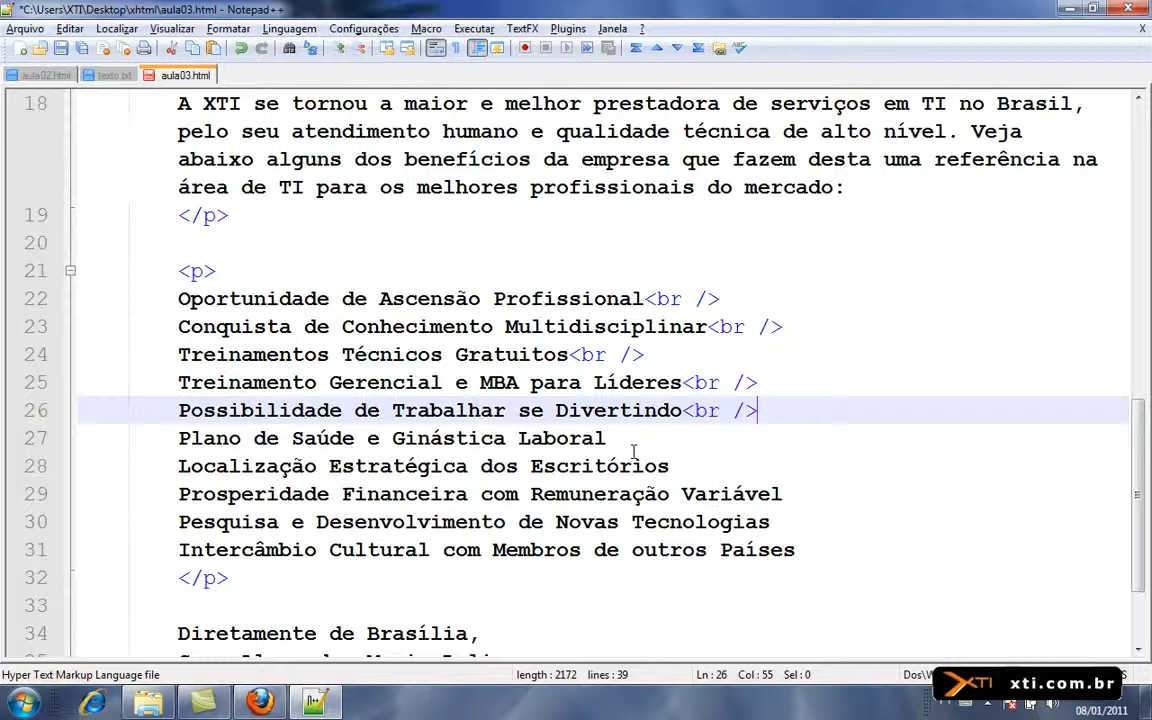 *C:\Users\XTI\Desktop\xhtml\aula03.html - Notepad++
Arquivo Editar Localizar Visualizar Formatar Linguagem Configurações Macro Executar TextFX Plugins Janela ? X
aula02.html texto.txt aula03.html
18 A XTI se tornou a maior e melhor prestadora de serviços em TI no Brasil,
pelo seu atendimento humano e qualidade técnica de alto nível. Veja
abaixo alguns dos benefícios da empresa que fazem desta uma referência na
área de TI para os melhores profissionais do mercado:
19 </p>
20
21 <p>
22 Oportunidade de Ascensão Profissional<br />
23 Conquista de Conhecimento Multidisciplinar<br />
24 Treinamentos Técnicos Gratuitos<br />
25 Treinamento Gerencial e MBA para Líderes<br />
26 Possibilidade de Trabalhar se Divertindo<br />
27 Plano de Saúde e Ginástica Laboral
28 Localização Estratégica dos Escritórios
29 Prosperidade Financeira com Remuneração Variável
30 Pesquisa e Desenvolvimento de Novas Tecnologias
31 Intercâmbio Cultural com Membros de outros Países
32 </p>
33
34 Diretamente de Brasília,
Hyper Text Markup Language file length : 2172 lines : 39 Ln : 26 Col : 55 Sel : 0 Dos\W
XTI xti.com.br
08/01/2011